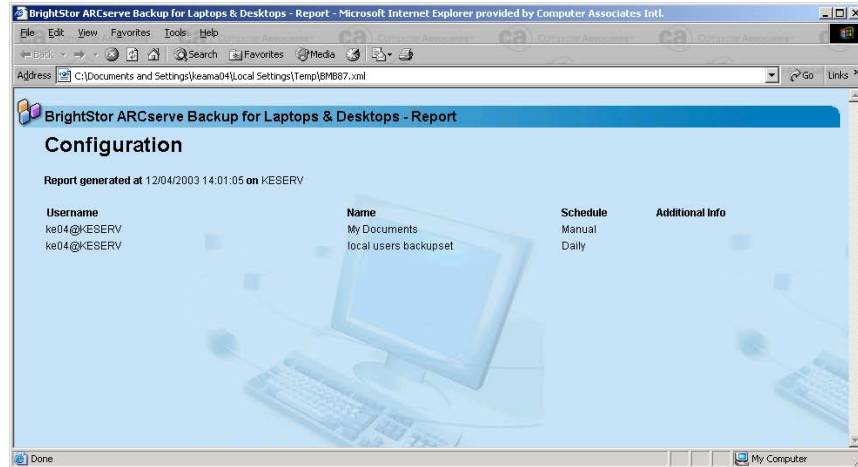 BrightStor ARCserve Backup for Laptops & Desktops - Report - Microsoft Internet Explorer provided by Computer Associates Intl.
File Edit View Favorites Tools Help
Back Search Favorites Media
Address C:\Documents and Settings\keama04\Local Settings\Temp\BMB87.xml Go Links
BrightStor ARCserve Backup for Laptops & Desktops - Report
Configuration
Report generated at 12/04/2003 14:01:05 on KESERV
Username Name Schedule Additional Info
ke04@KESERV My Documents Manual
ke04@KESERV local users backupset Daily
Done My Computer